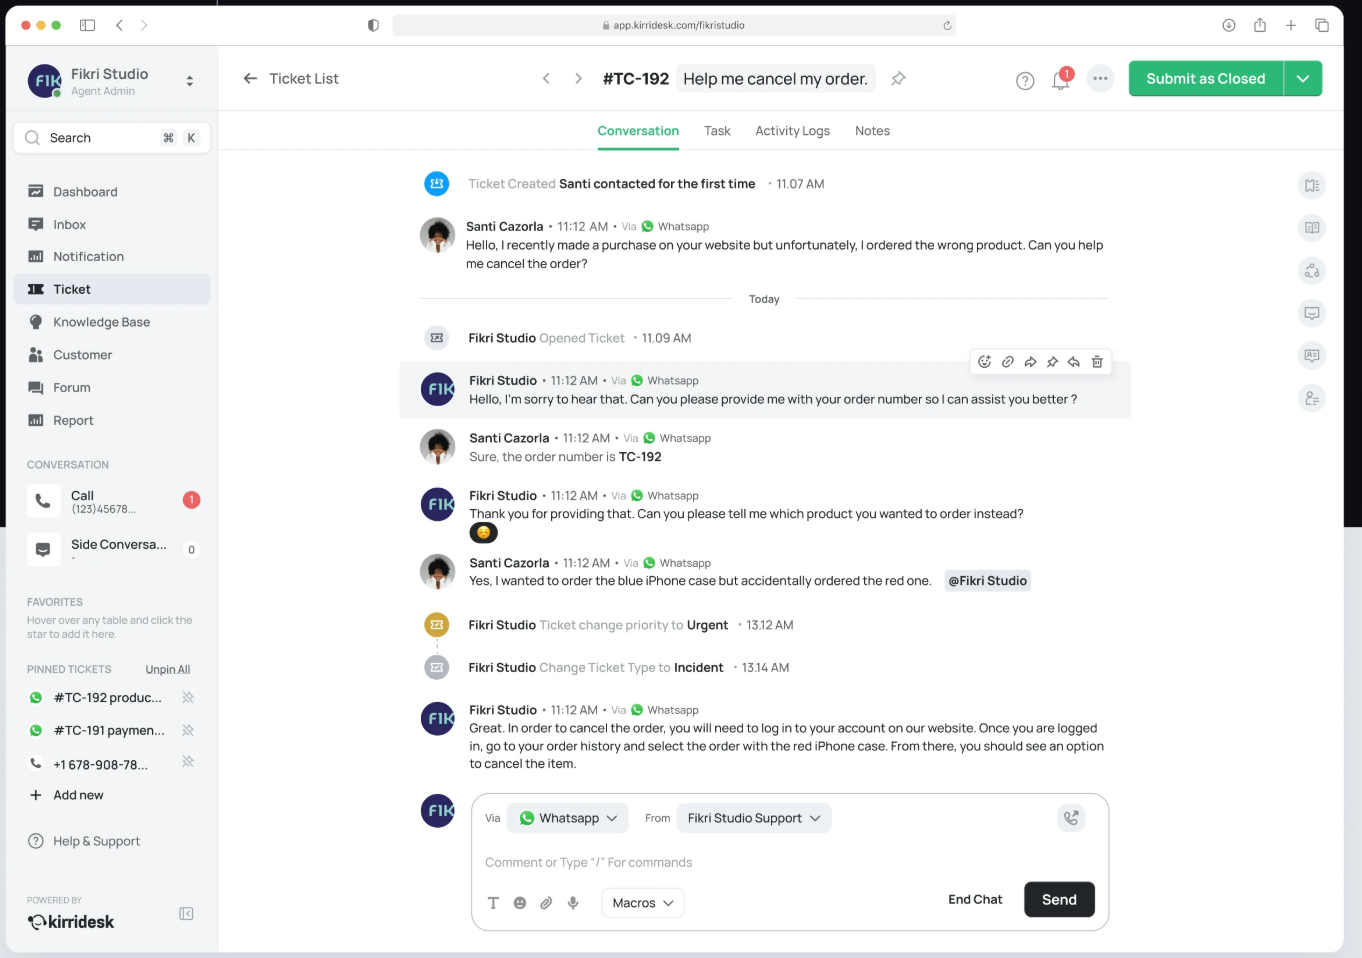 app.kirridesk.com/fikristudio
F1K
Fikri Studio
Agent Admin
Ticket List
#TC-192
Help me cancel my order.
1
Submit as Closed
Search
⌘ K
Conversation
Task
Activity Logs
Notes
Dashboard
Inbox
Notification
Ticket
Knowledge Base
Customer
Forum
Report
CONVERSATION
Call
(123)45678...
1
Side Conversa...
-
0
FAVORITES
Hover over any table and click the
star to add it here.
PINNED TICKETS
Unpin All
#TC-192 produc...
#TC-191 paymen...
+1 678-908-78...
Add new
Help & Support
POWERED BY
kirridesk
Ticket Created Santi contacted for the first time • 11.07 AM
Santi Cazorla • 11:12 AM • Via Whatsapp
Hello, I recently made a purchase on your website but unfortunately, I ordered the wrong product. Can you help
me cancel the order?
Today
Fikri Studio Opened Ticket • 11.09 AM
F1K
Fikri Studio • 11:12 AM • Via Whatsapp
Hello, I'm sorry to hear that. Can you please provide me with your order number so I can assist you better ?
Santi Cazorla • 11:12 AM • Via Whatsapp
Sure, the order number is TC-192
F1K
Fikri Studio • 11:12 AM • Via Whatsapp
Thank you for providing that. Can you please tell me which product you wanted to order instead?
Santi Cazorla • 11:12 AM • Via Whatsapp
Yes, I wanted to order the blue iPhone case but accidentally ordered the red one. @Fikri Studio
Fikri Studio Ticket change priority to Urgent • 13.12 AM
Fikri Studio Change Ticket Type to Incident • 13.14 AM
F1K
Fikri Studio • 11:12 AM • Via Whatsapp
Great. In order to cancel the order, you will need to log in to your account on our website. Once you are logged
in, go to your order history and select the order with the red iPhone case. From there, you should see an option
to cancel the item.
F1K
Via
Whatsapp
From
Fikri Studio Support
Comment or Type "/" For commands
T
Macros
End Chat
Send